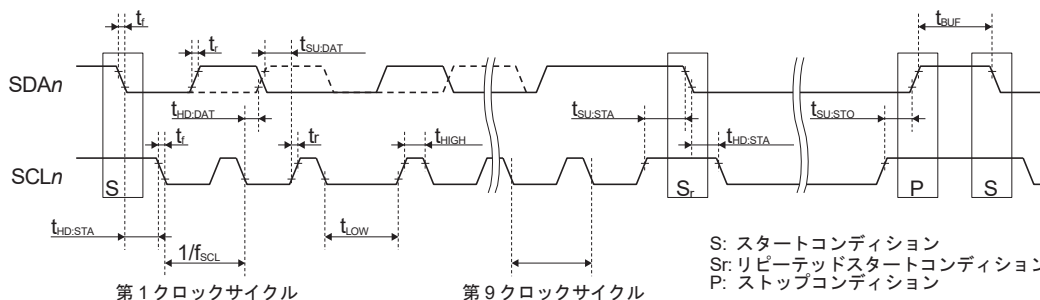 tf
tr
tSU:DAT
tBUF
SDAn
tHD:DAT
tf
tr
tHIGH
tSU:STA
tHD:STA
tSU:STO
SCLn
S
Sr
P
S
tHD:STA
1/fSCL
tLOW
第1クロックサイクル
第9クロックサイクル
S: スタートコンディション
Sr: リピーテッドスタートコンディション
P: ストップコンディション